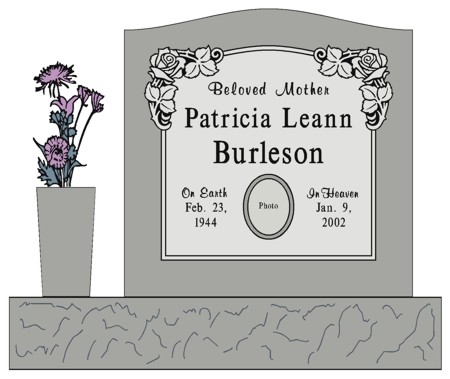 Beloved Mother
Patricia Leann
Burleson
On Earth
Feb. 23,
1944
Photo
In Heaven
Jan. 9,
2002